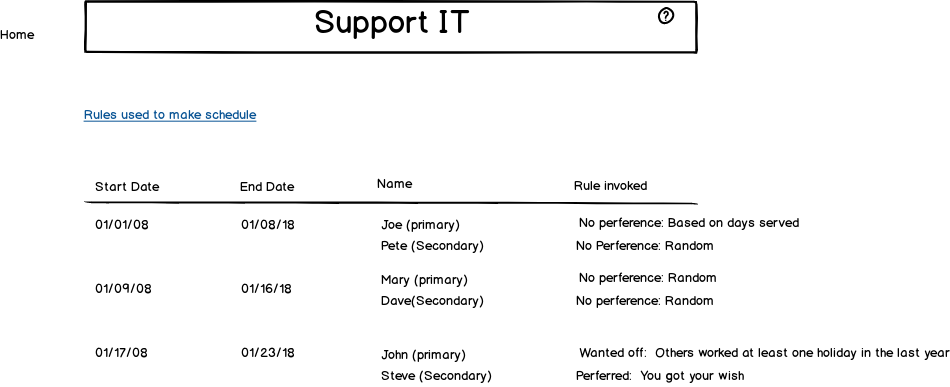 Support IT
?
Home
Rules used to make schedule
Start Date End Date Name Rule invoked
01/01/08 01/08/18 Joe (primary) No perference: Based on days served
Pete (Secondary) No Perference: Random
Mary (primary) No perference: Random
01/09/08 01/16/18 Dave(Secondary) No perference: Random
01/17/08 01/23/18 John (primary) Wanted off: Others worked at least one holiday in the last year
Steve (Secondary) Perferred: You got your wish